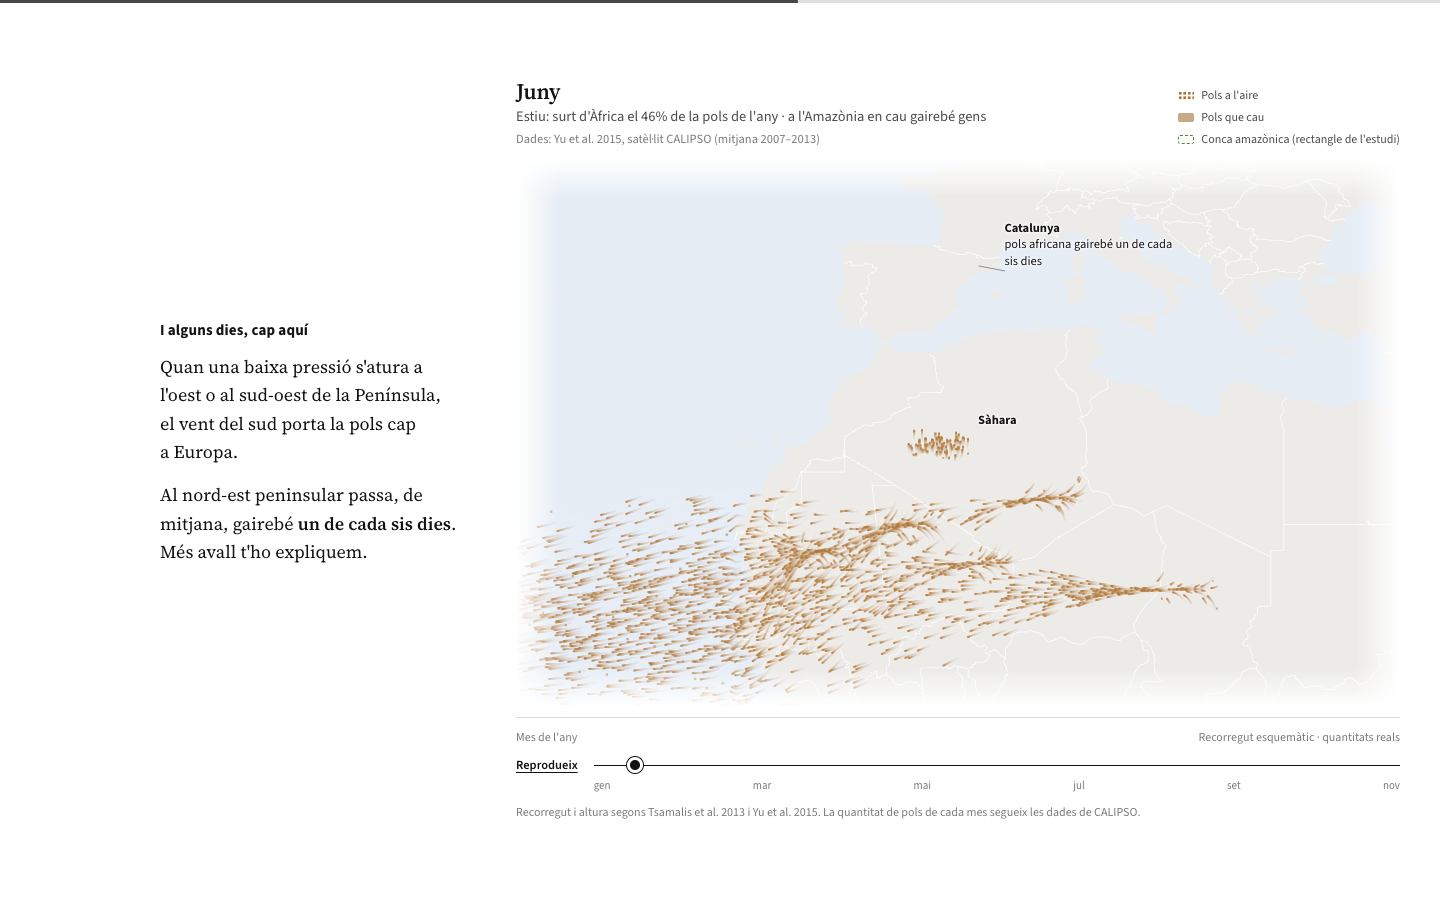 Juny
Estiu: surt d'Àfrica el 46% de la pols de l'any · a l'Amazònia en cau gairebé gens
Dades: Yu et al. 2015, satèl·lit CALIPSO (mitjana 2007–2013)
Pols a l'aire
Pols que cau
Conca amazònica (rectangle de l'estudi)
I alguns dies, cap aquí
Quan una baixa pressió s'atura a
l'oest o al sud-oest de la Península,
el vent del sud porta la pols cap
a Europa.
Al nord-est peninsular passa, de
mitjana, gairebé un de cada sis dies.
Més avall t'ho expliquem.
Catalunya
pols africana gairebé un de cada
sis dies
Sàhara
Mes de l'any
Recorregut esquemàtic · quantitats reals
Reprodueix
gen mar mai jul set nov
Recorregut i altura segons Tsamalis et al. 2013 i Yu et al. 2015. La quantitat de pols de cada mes segueix les dades de CALIPSO.